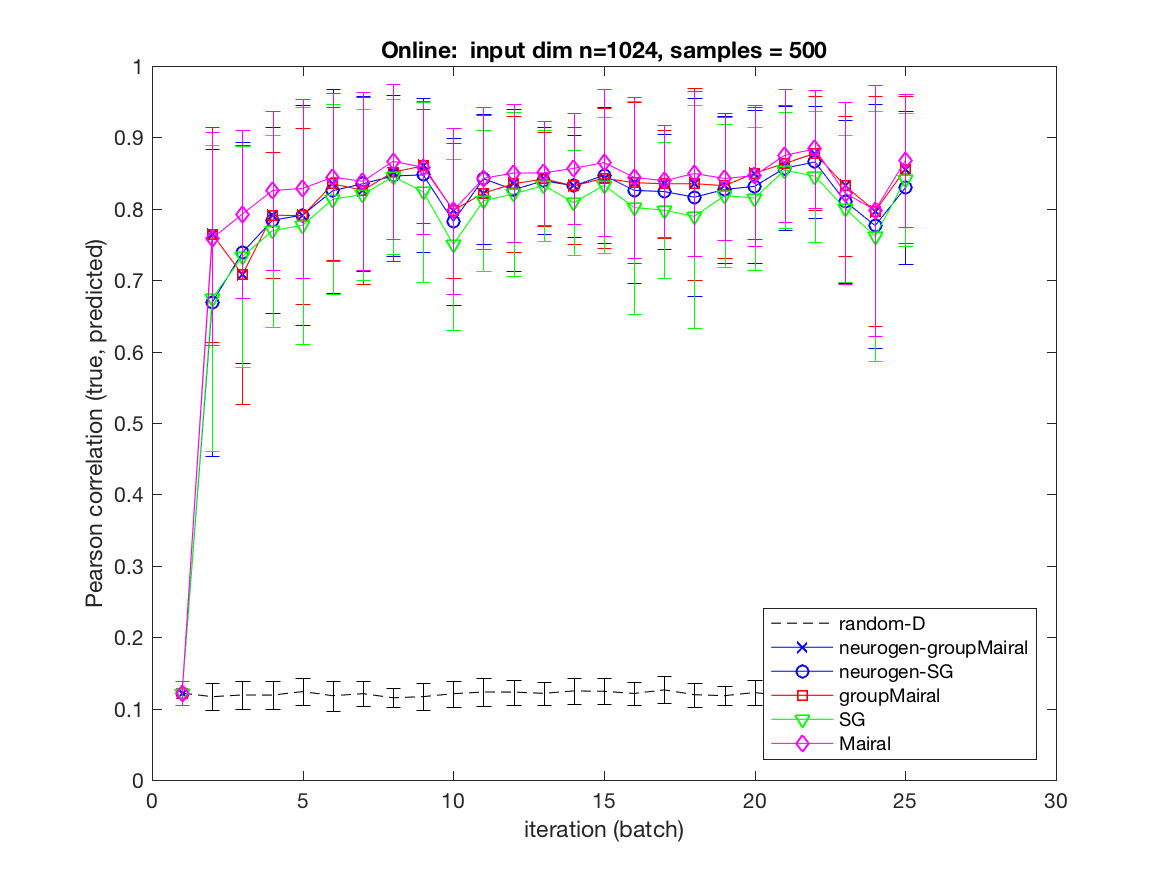 Online:  input dim n=1024, samples = 500
Pearson correlation (true, predicted)
1
0.9
0.8
0.7
0.6
0.5
0.4
0.3
0.2
0.1
0
random-D
neurogen-groupMairal
neurogen-SG
groupMairal
SG
Mairal
0 5 10 15 20 25 30
iteration (batch)